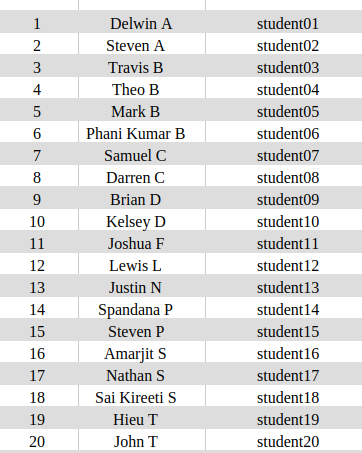 1 Delwin A student01
2 Steven A student02
3 Travis B student03
4 Theo B student04
5 Mark B student05
6 Phani Kumar B student06
7 Samuel C student07
8 Darren C student08
9 Brian D student09
10 Kelsey D student10
11 Joshua F student11
12 Lewis L student12
13 Justin N student13
14 Spandana P student14
15 Steven P student15
16 Amarjit S student16
17 Nathan S student17
18 Sai Kireeti S student18
19 Hieu T student19
20 John T student20